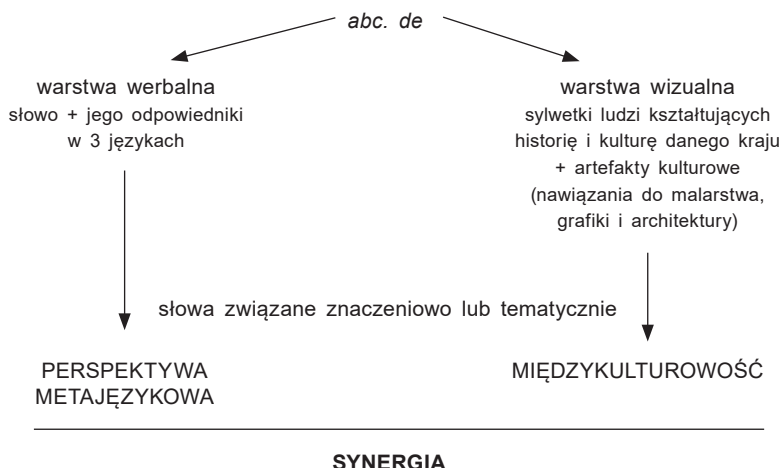 abc. de
warstwa werbalna
słowo + jego odpowiedniki
w 3 językach
warstwa wizualna
sylwetki ludzi kształtujących
historię i kulturę danego kraju
+ artefakty kulturowe
(nawiązania do malarstwa,
grafiki i architektury)
słowa związane znaczeniowo lub tematycznie
PERSPEKTYWA
METAJĘZYKOWA
MIĘDZYKULTUROWOŚĆ
SYNERGIA